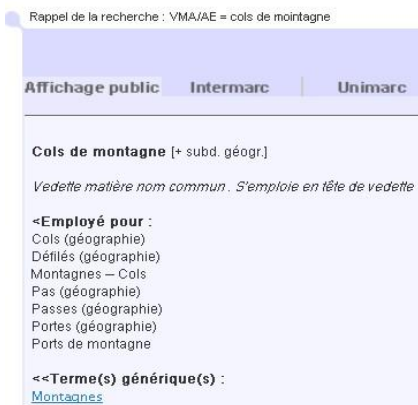 Rappel de la recherche : VMA/AE = cols de mointagne
Affichage public Intermarc Unimarc
Cols de montagne [+ subd. géogr.]
Vedette matière nom commun . S'emploie en tête de vedette
<Employé pour :
Cols (géographie)
Défilés (géographie)
Montagnes -- Cols
Pas (géographie)
Passes (géographie)
Portes (géographie)
Ports de montagne
<<Terme(s) générique(s) :
Montagnes